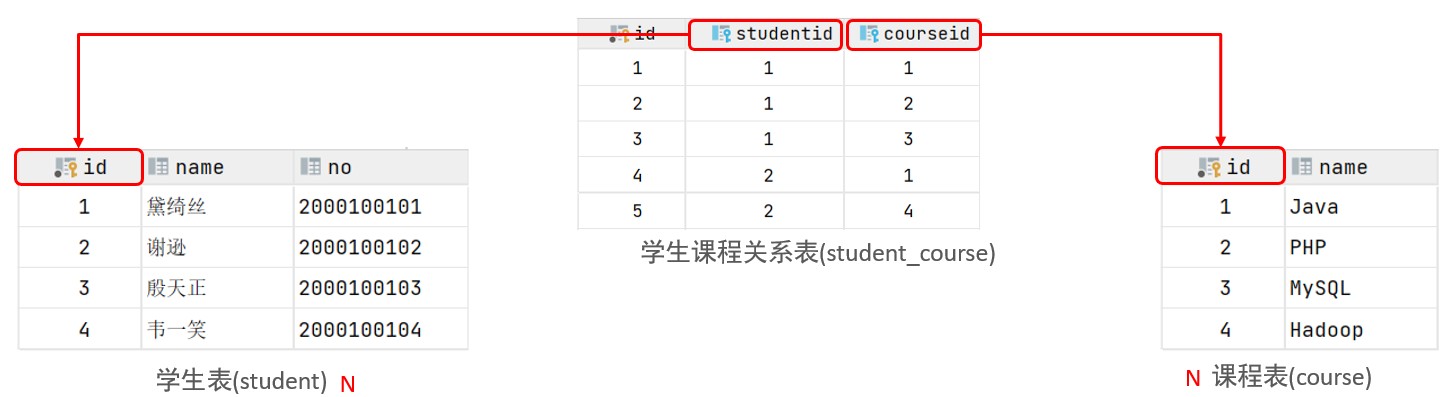 id studentid courseid
1 1 1
2 1 2
3 1 3
4 2 1
5 2 4
学生课程关系表(student_course)
id name no
1 黛绮丝 2000100101
2 谢逊 2000100102
3 殷天正 2000100103
4 韦一笑 2000100104
学生表(student) N
id name
1 Java
2 PHP
3 MySQL
4 Hadoop
N 课程表(course)